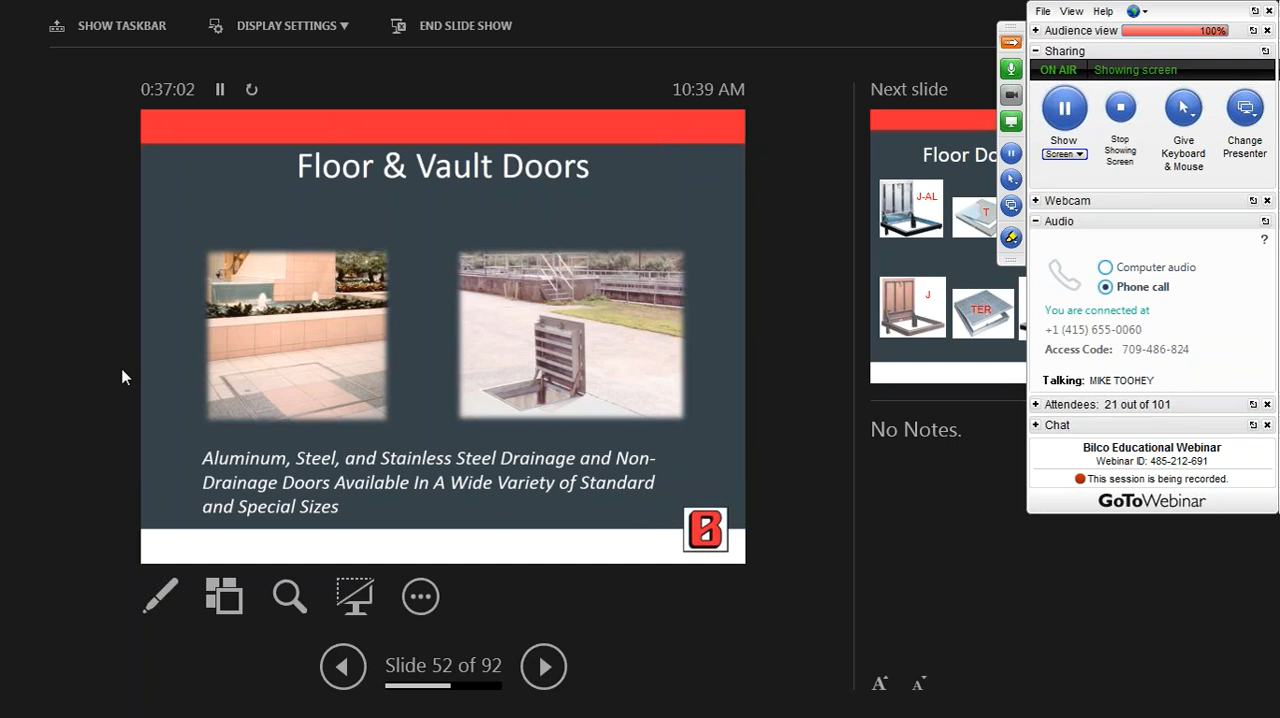 SHOW TASKBAR
DISPLAY SETTINGS ▼
END SLIDE SHOW
0:37:02
10:39 AM
Floor & Vault Doors
Aluminum, Steel, and Stainless Steel Drainage and Non-
Drainage Doors Available In A Wide Variety of Standard
and Special Sizes
B
Slide 52 of 92
Next slide
Floor Do
J-AL
T
J
TER
No Notes.
A
A
File View Help
Audience view 100%
Sharing
ON AIR Showing screen
Show
Screen
Stop
Showing
Screen
Give
Keyboard
& Mouse
Change
Presenter
Webcam
Audio
?
Computer audio
Phone call
You are connected at
+1 (415) 655-0060
Access Code: 709-486-824
Talking: MIKE TOOHEY
Attendees: 21 out of 101
Chat
Bilco Educational Webinar
Webinar ID: 485-212-691
This session is being recorded.
GoToWebinar